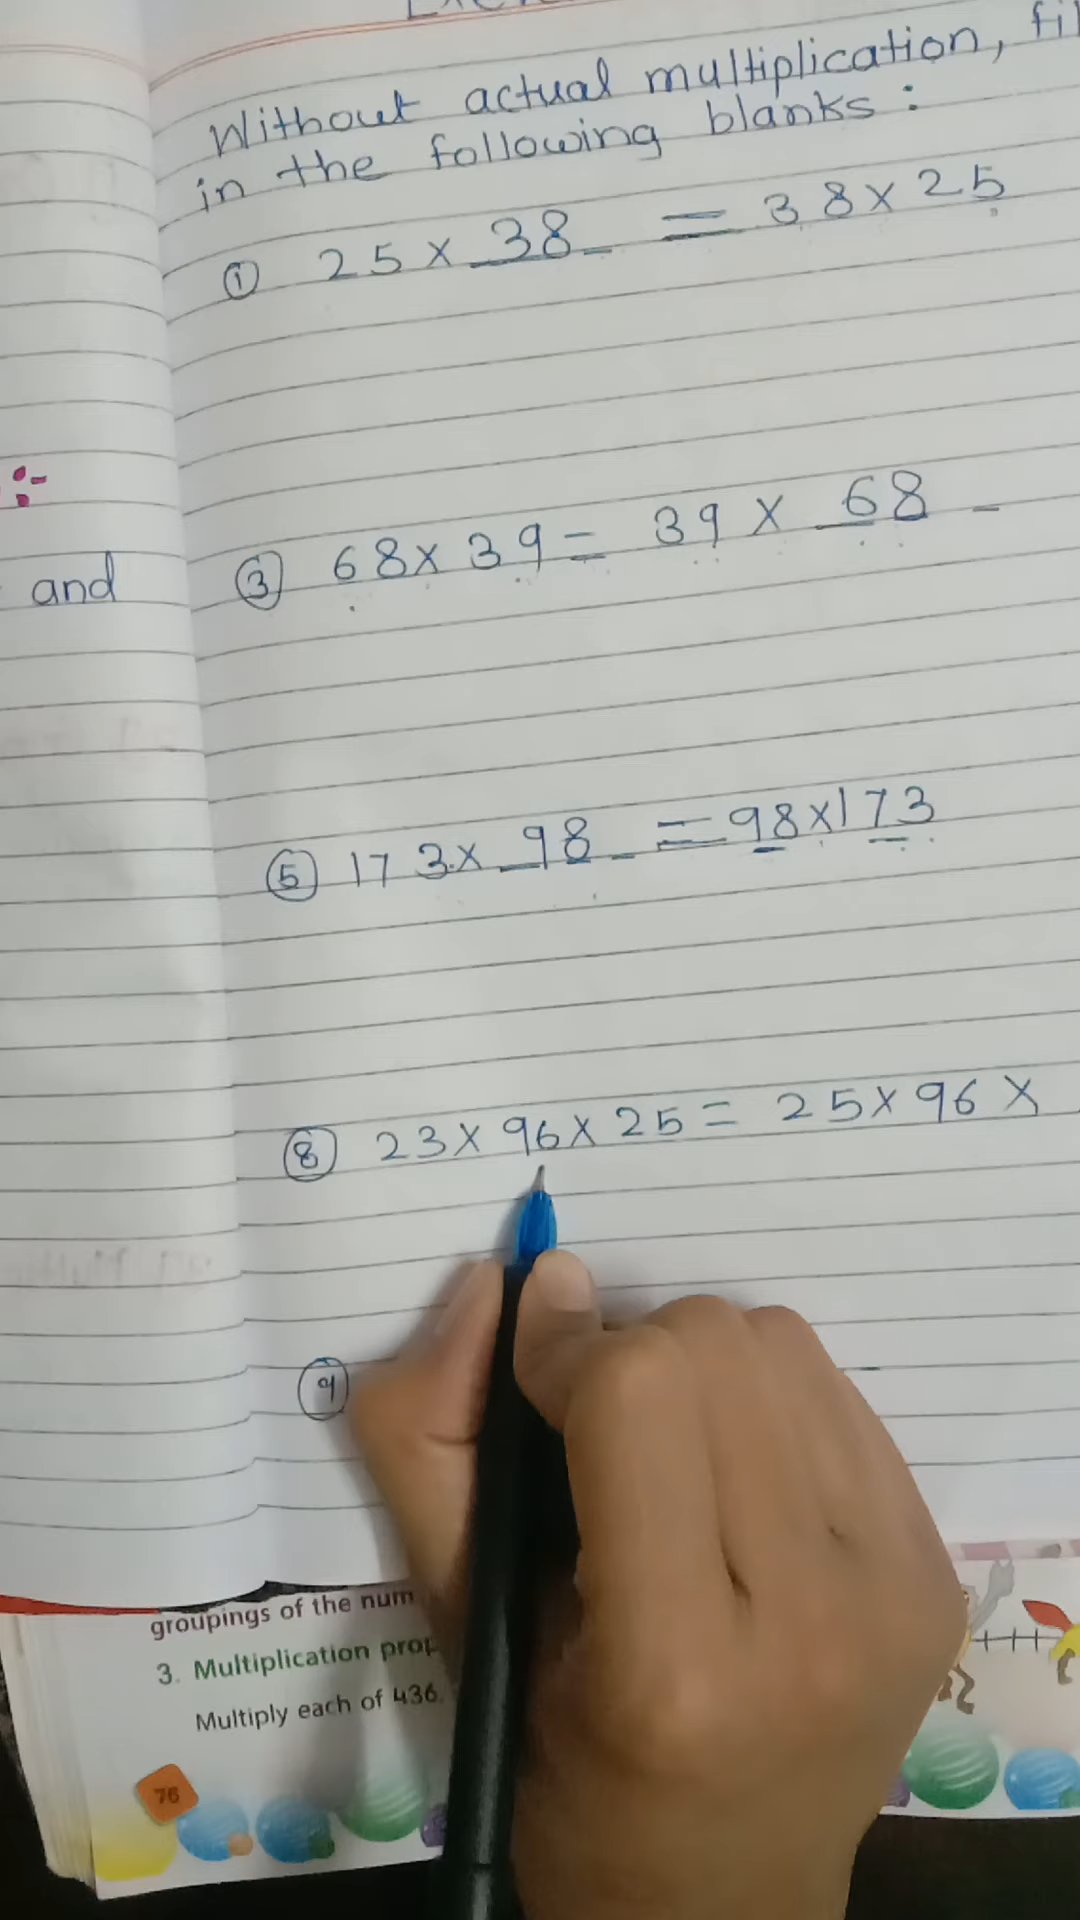 Without actual multiplication,
in the following blanks :
① 25 × 38 = 38 × 25
③ 68 × 39 = 39 × 68
and
⑤ 173 × 98 = 98 × 173
⑧ 23 × 96 × 25 = 25 × 96 ×
⑨
groupings of the num
3. Multiplication prop
Multiply each of 436,
76